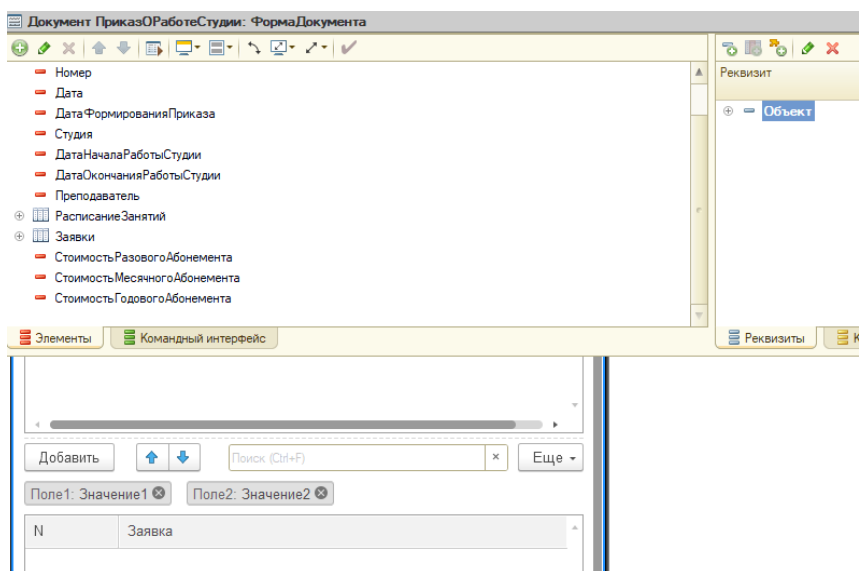 Документ ПриказОРаботеСтудии: ФормаДокумента
Номер
Дата
ДатаФормированияПриказа
Студия
ДатаНачалаРаботыСтудии
ДатаОкончанияРаботыСтудии
Преподаватель
РасписаниеЗанятий
Заявки
СтоимостьРазовогоАбонемента
СтоимостьМесячногоАбонемента
СтоимостьГодовогоАбонемента
Элементы Командный интерфейс
Реквизит
Объект
Реквизиты К
Добавить Поиск (Ctrl+F) × Еще
Поле1: Значение1 Поле2: Значение2
N Заявка